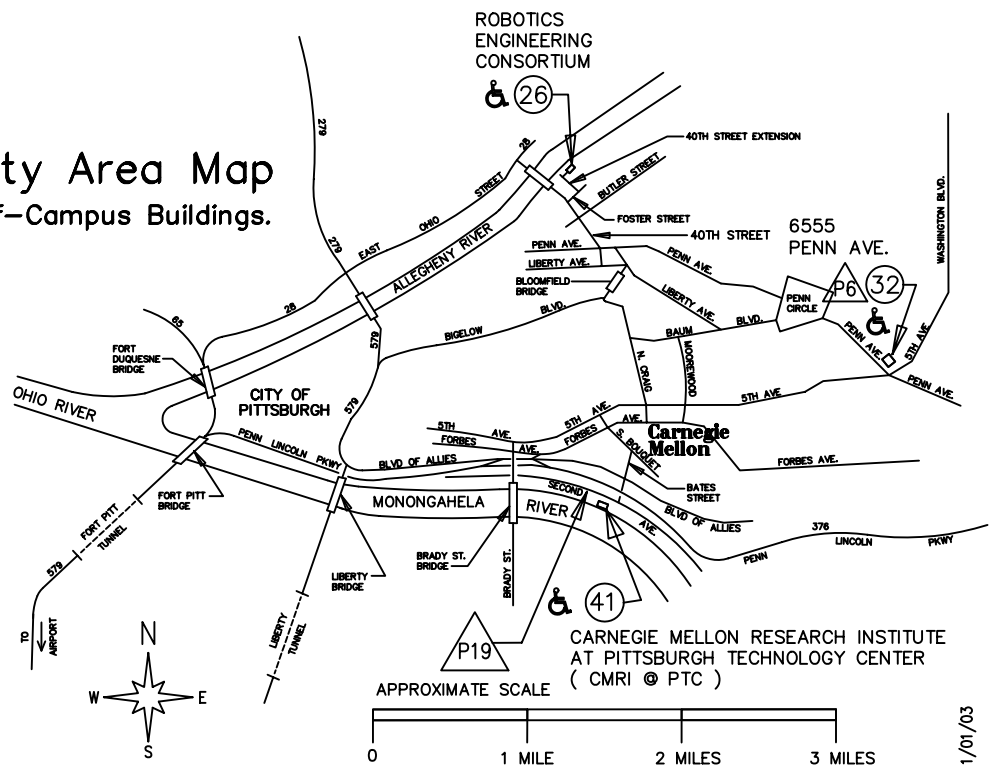 ROBOTICS
ENGINEERING
CONSORTIUM
26
279
28
40TH STREET EXTENSION
ty Area Map
f-Campus Buildings.
STREET
BUTLER STREET
WASHINGTON BLVD.
FOSTER STREET
OHIO
40TH STREET
6555
PENN AVE.
279
EAST
ALLEGHENY RIVER
PENN AVE.
LIBERTY AVE.
PENN AVE.
BLOOMFIELD
BRIDGE
LIBERTY AVE.
PENN
CIRCLE
P6
32
28
65
BLVD.
BIGELOW
BAUM
BLVD.
579
PENN AVE.
5TH AVE
FORT
DUQUESNE
BRIDGE
N. CRAIG
MOOREWOOD
PENN AVE.
OHIO RIVER
CITY OF
PITTSBURGH
579
5TH AVE
5TH AVE.
5TH
AVE.
FORBES
AVE.
FORBES
AVE.
S. BOUQUET
Carnegie
Mellon
PENN LINCOLN PKWY
BLVD OF ALLIES
FORBES AVE.
FORT PITT
BRIDGE
MONONGAHELA
RIVER
SECOND
AVE.
BATES
STREET
BLVD OF ALLIES
376
PENN
LINCOLN
PKWY
FORT PITT
TUNNEL
579
LIBERTY
BRIDGE
BRADY ST.
BRIDGE
BRADY ST.
TO
AIRPORT
LIBERTY
TUNNEL
41
P19
CARNEGIE MELLON RESEARCH INSTITUTE
AT PITTSBURGH TECHNOLOGY CENTER
( CMRI @ PTC )
N
W
E
S
APPROXIMATE SCALE
0
1 MILE
2 MILES
3 MILES
1/01/03